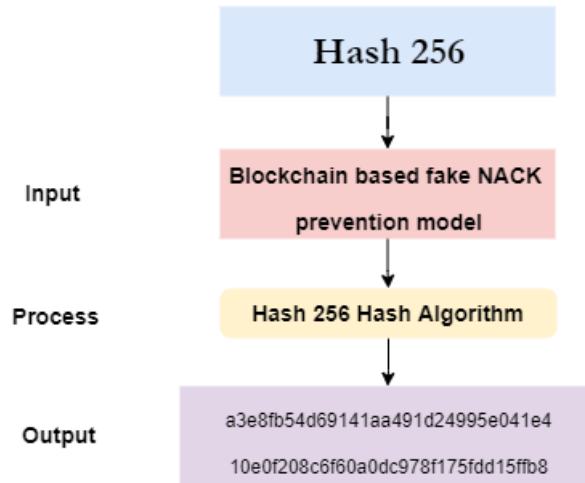 Hash 256
Input
Blockchain based fake NACK
prevention model
Process
Hash 256 Hash Algorithm
Output
a3e8fb54d69141aa491d24995e041e4
10e0f208c6f60a0dc978f175fdd15ffb8